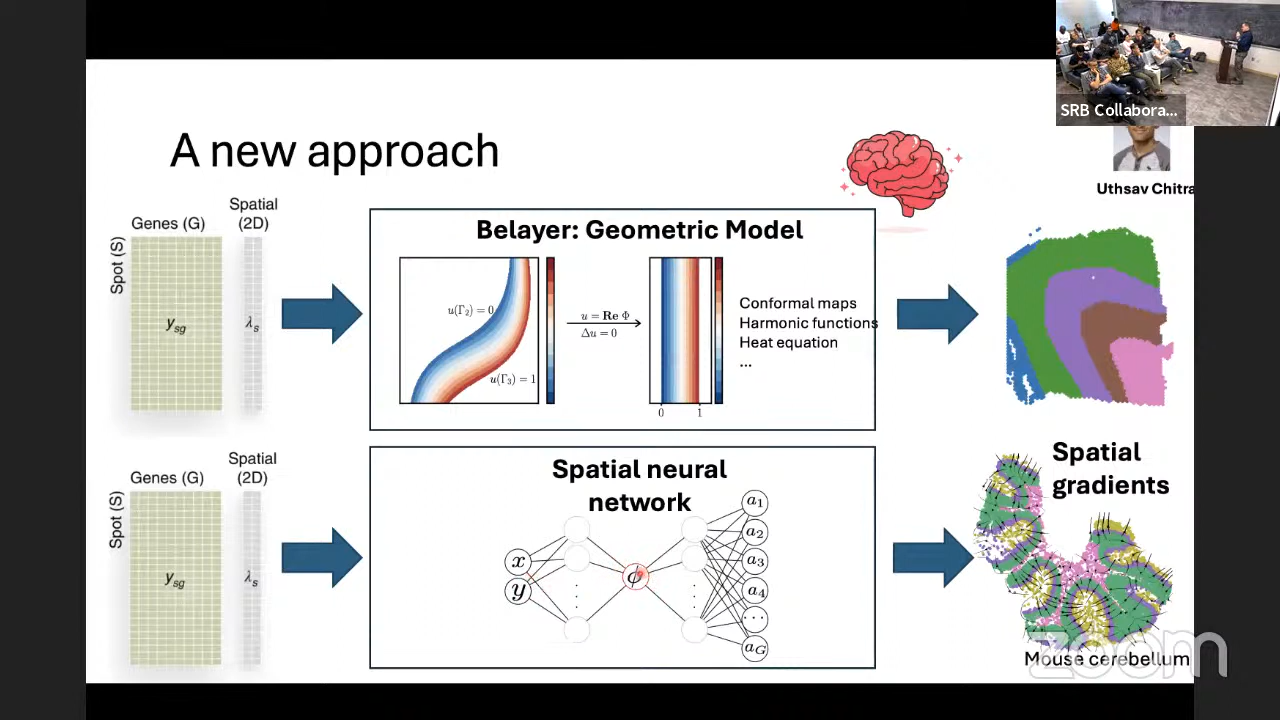 SRB Collabora...
A new approach
Uthsav Chitra
Genes (G)
Spatial
(2D)
Spot (S)
y_sg
λ_s
Belayer: Geometric Model
u(Γ₂) = 0
u(Γ₃) = 1
u = Re Φ
Δu = 0
0 1
Conformal maps
Harmonic functions
Heat equation
...
Genes (G)
Spatial
(2D)
Spot (S)
y_sg
λ_s
Spatial neural
network
x
y
ϕ
a₁
a₂
a₃
a₄
...
a_G
Spatial
gradients
Mouse cerebellum
zoom